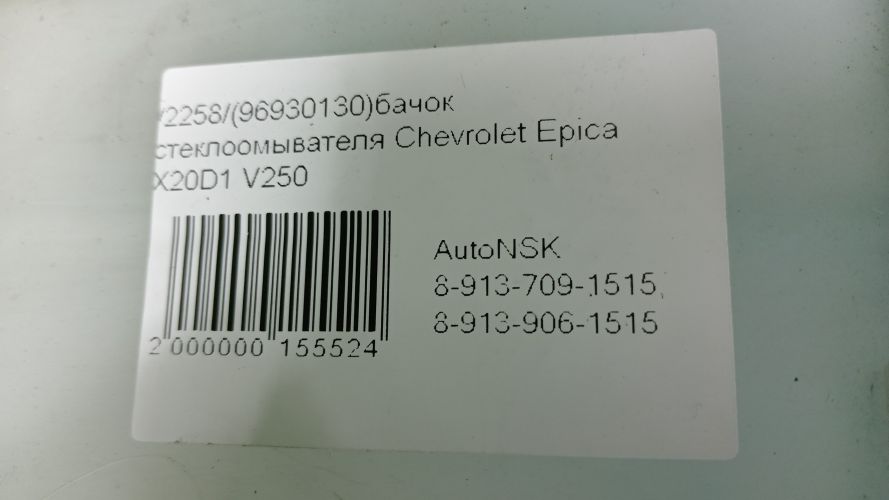 /2258/(96930130)бачок
стеклоомывателя Chevrolet Epica
X20D1 V250
AutoNSK
8-913-709-1515
8-913-906-1515
2 000000 155524